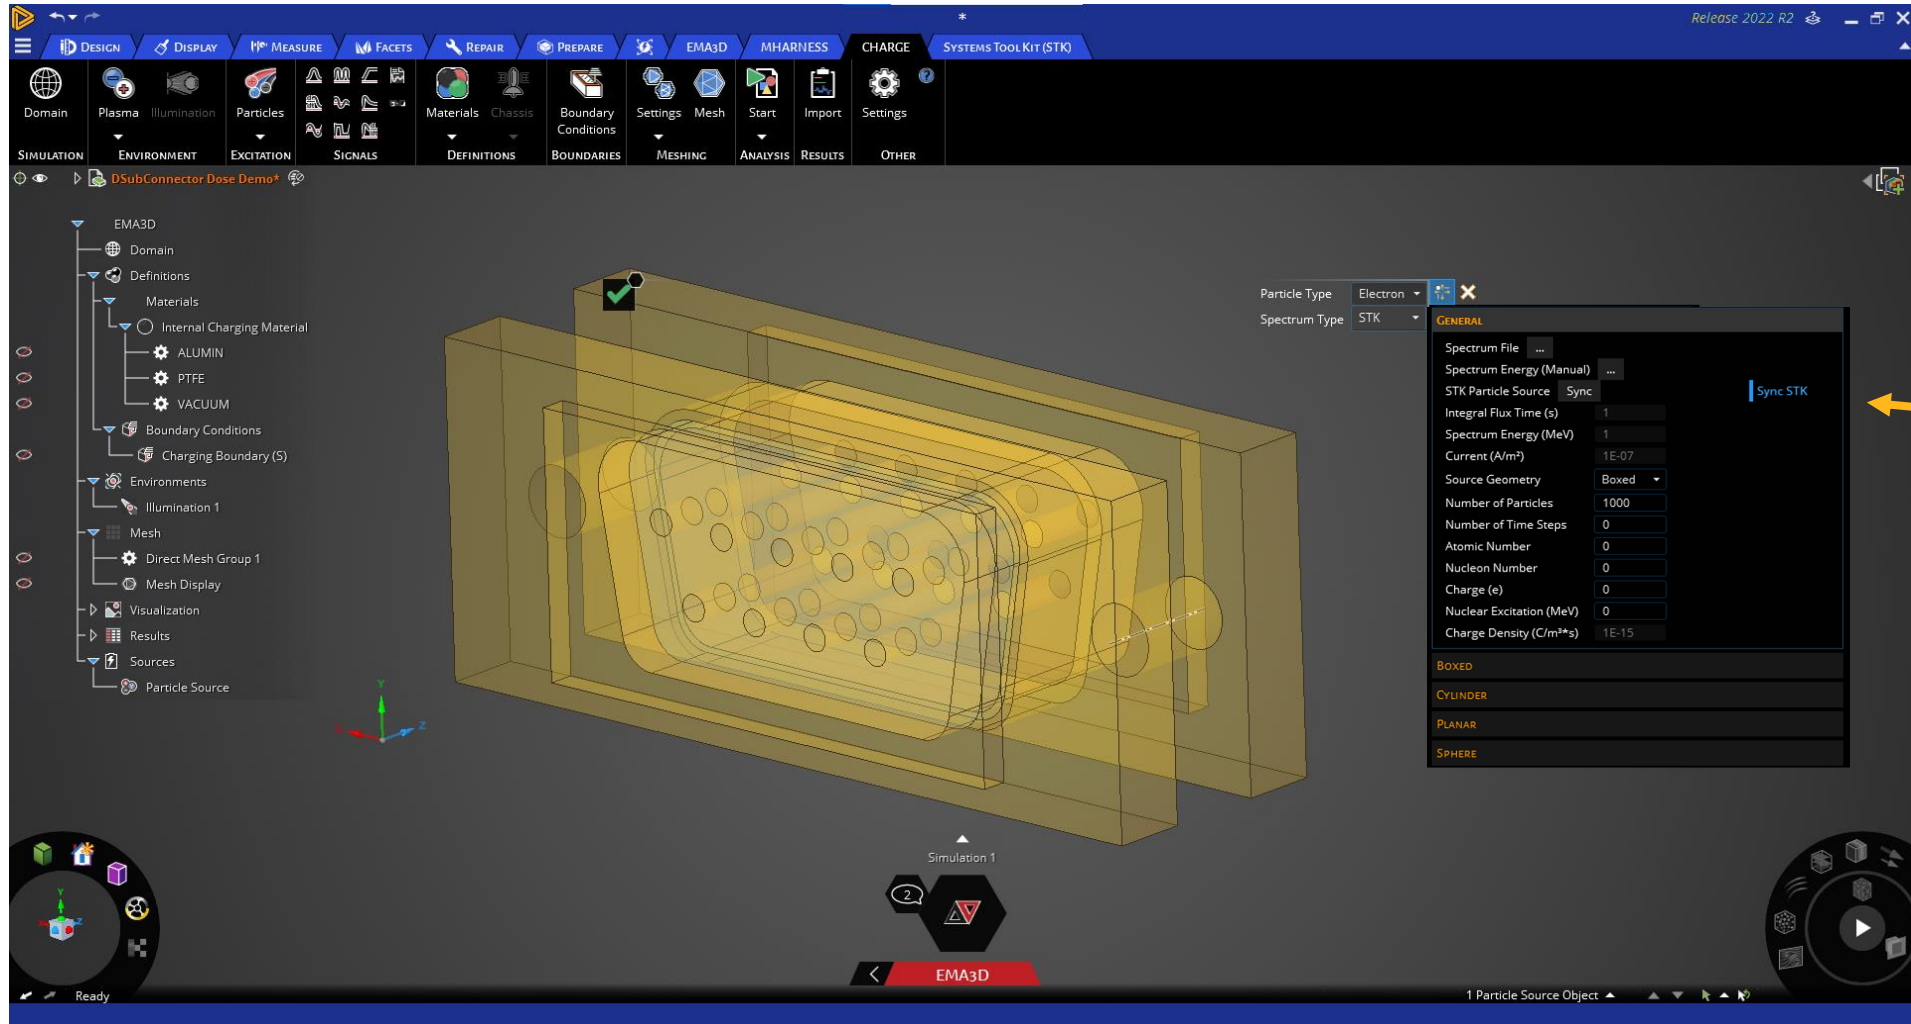 *
Release 2022 R2
DESIGN
DISPLAY
MEASURE
FACETS
REPAIR
PREPARE
EMA3D
MHARNESS
CHARGE
SYSTEMS TOOL KIT (STK)
Domain
Plasma
Illumination
Particles
Materials
Chassis
Boundary
Conditions
Settings
Mesh
Start
Import
Settings
SIMULATION
ENVIRONMENT
EXCITATION
SIGNALS
DEFINITIONS
BOUNDARIES
MESHING
ANALYSIS
RESULTS
OTHER
DSubConnector Dose Demo*
EMA3D
Domain
Definitions
Materials
Internal Charging Material
ALUMIN
PTFE
VACUUM
Boundary Conditions
Charging Boundary (S)
Environments
Illumination 1
Mesh
Direct Mesh Group 1
Mesh Display
Visualization
Results
Sources
Particle Source
Particle Type Electron
Spectrum Type STK
GENERAL
Spectrum File ...
Spectrum Energy (Manual) ...
STK Particle Source Sync
Sync STK
Integral Flux Time (s) 1
Spectrum Energy (MeV) 1
Current (A/m²) 1E-07
Source Geometry Boxed
Number of Particles 1000
Number of Time Steps 0
Atomic Number 0
Nucleon Number 0
Charge (e) 0
Nuclear Excitation (MeV) 0
Charge Density (C/m³*s) 1E-15
BOXED
CYLINDER
PLANAR
SPHERE
Y
Z
Simulation 1
2
EMA3D
Y
Z
Ready
1 Particle Source Object